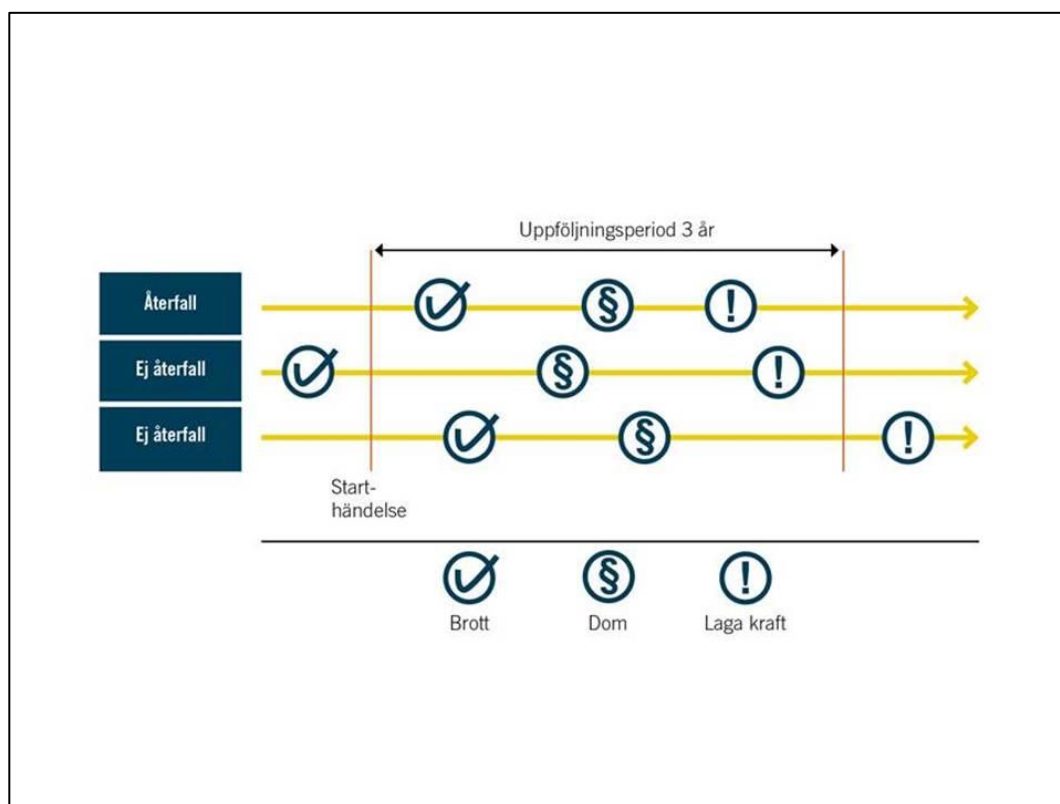 Uppföljningsperiod 3 år
Återfall
§
!
Ej återfall
§
!
Ej återfall
§
!
Start-
händelse
§
!
Brott
Dom
Laga kraft